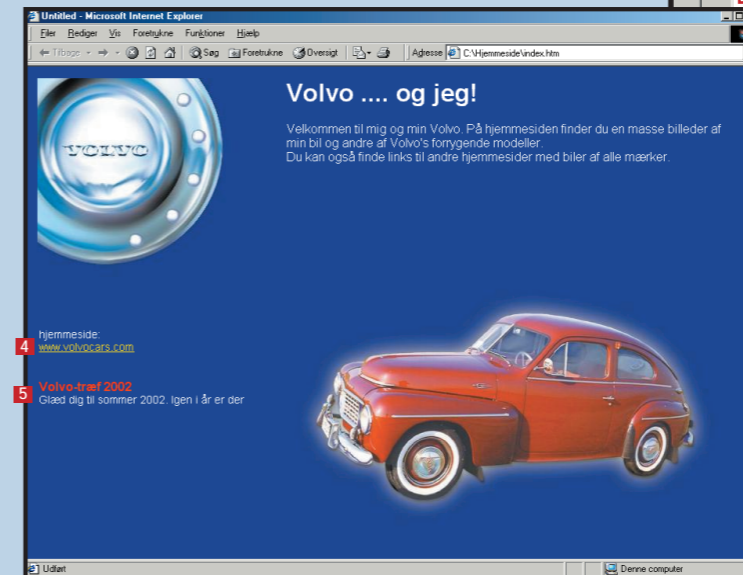 Untitled - Microsoft Internet Explorer
Filer Rediger Vis Foretrukne Funktioner Hjælp
Tilbage Søg Foretrukne Oversigt Adresse C:\Hjemmeside\index.htm
VOLVO
Volvo .... og jeg!
Velkommen til mig og min Volvo. På hjemmesiden finder du en masse billeder af
min bil og andre af Volvo's forrygende modeller.
Du kan også finde links til andre hjemmesider med biler af alle mærker.
hjemmeside:
4 www.volvocars.com
Volvo-træf 2002
5 Glæd dig til sommer 2002. Igen i år er der
Udført Denne computer